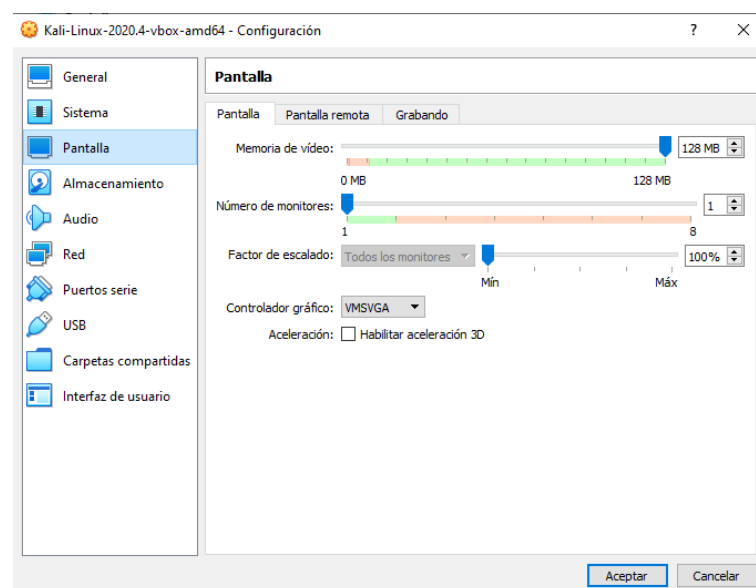 Kali-Linux-2020.4-vbox-amd64 - Configuración ? ×
General
Sistema
Pantalla
Almacenamiento
Audio
Red
Puertos serie
USB
Carpetas compartidas
Interfaz de usuario
Pantalla
Pantalla Pantalla remota Grabando
Memoria de vídeo: 128 MB
0 MB 128 MB
Número de monitores: 1
1 8
Factor de escalado: Todos los monitores 100%
Mín Máx
Controlador gráfico: VMSVGA
Aceleración: Habilitar aceleración 3D
Aceptar Cancelar